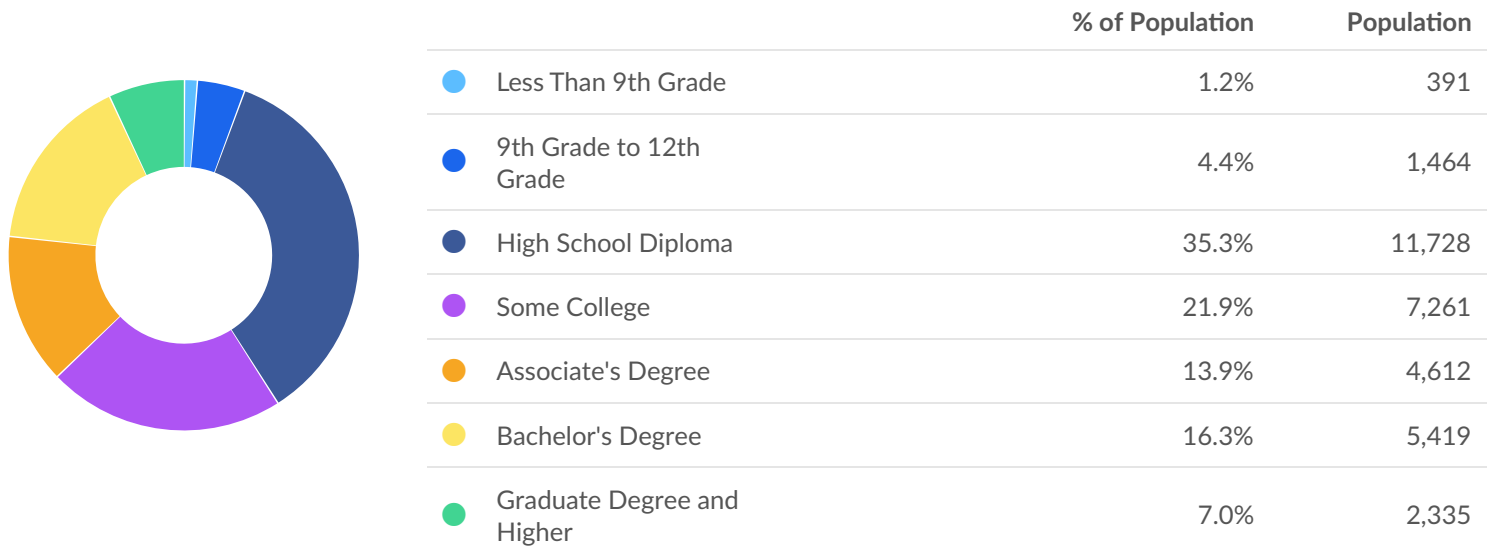 % of Population Population
Less Than 9th Grade 1.2% 391
9th Grade to 12th
Grade 4.4% 1,464
High School Diploma 35.3% 11,728
Some College 21.9% 7,261
Associate's Degree 13.9% 4,612
Bachelor's Degree 16.3% 5,419
Graduate Degree and
Higher 7.0% 2,335